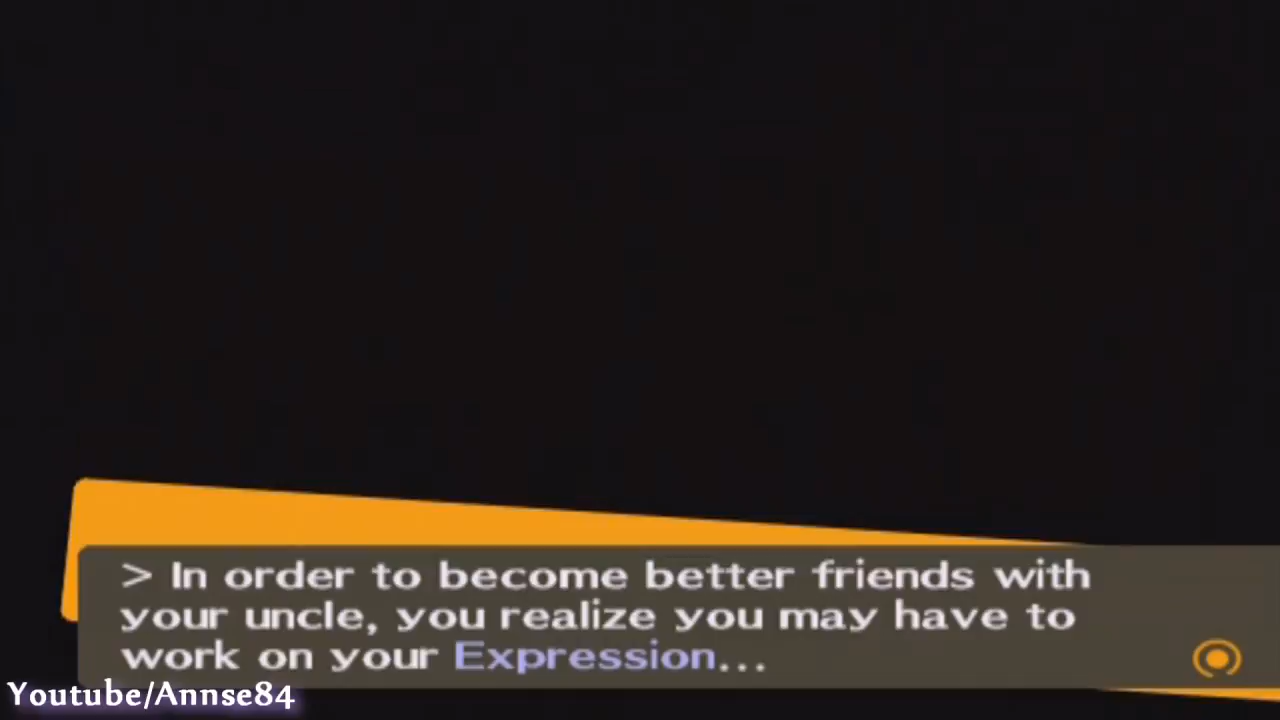 > In order to become better friends with
your uncle, you realize you may have to
work on your Expression...
Youtube/Annse84